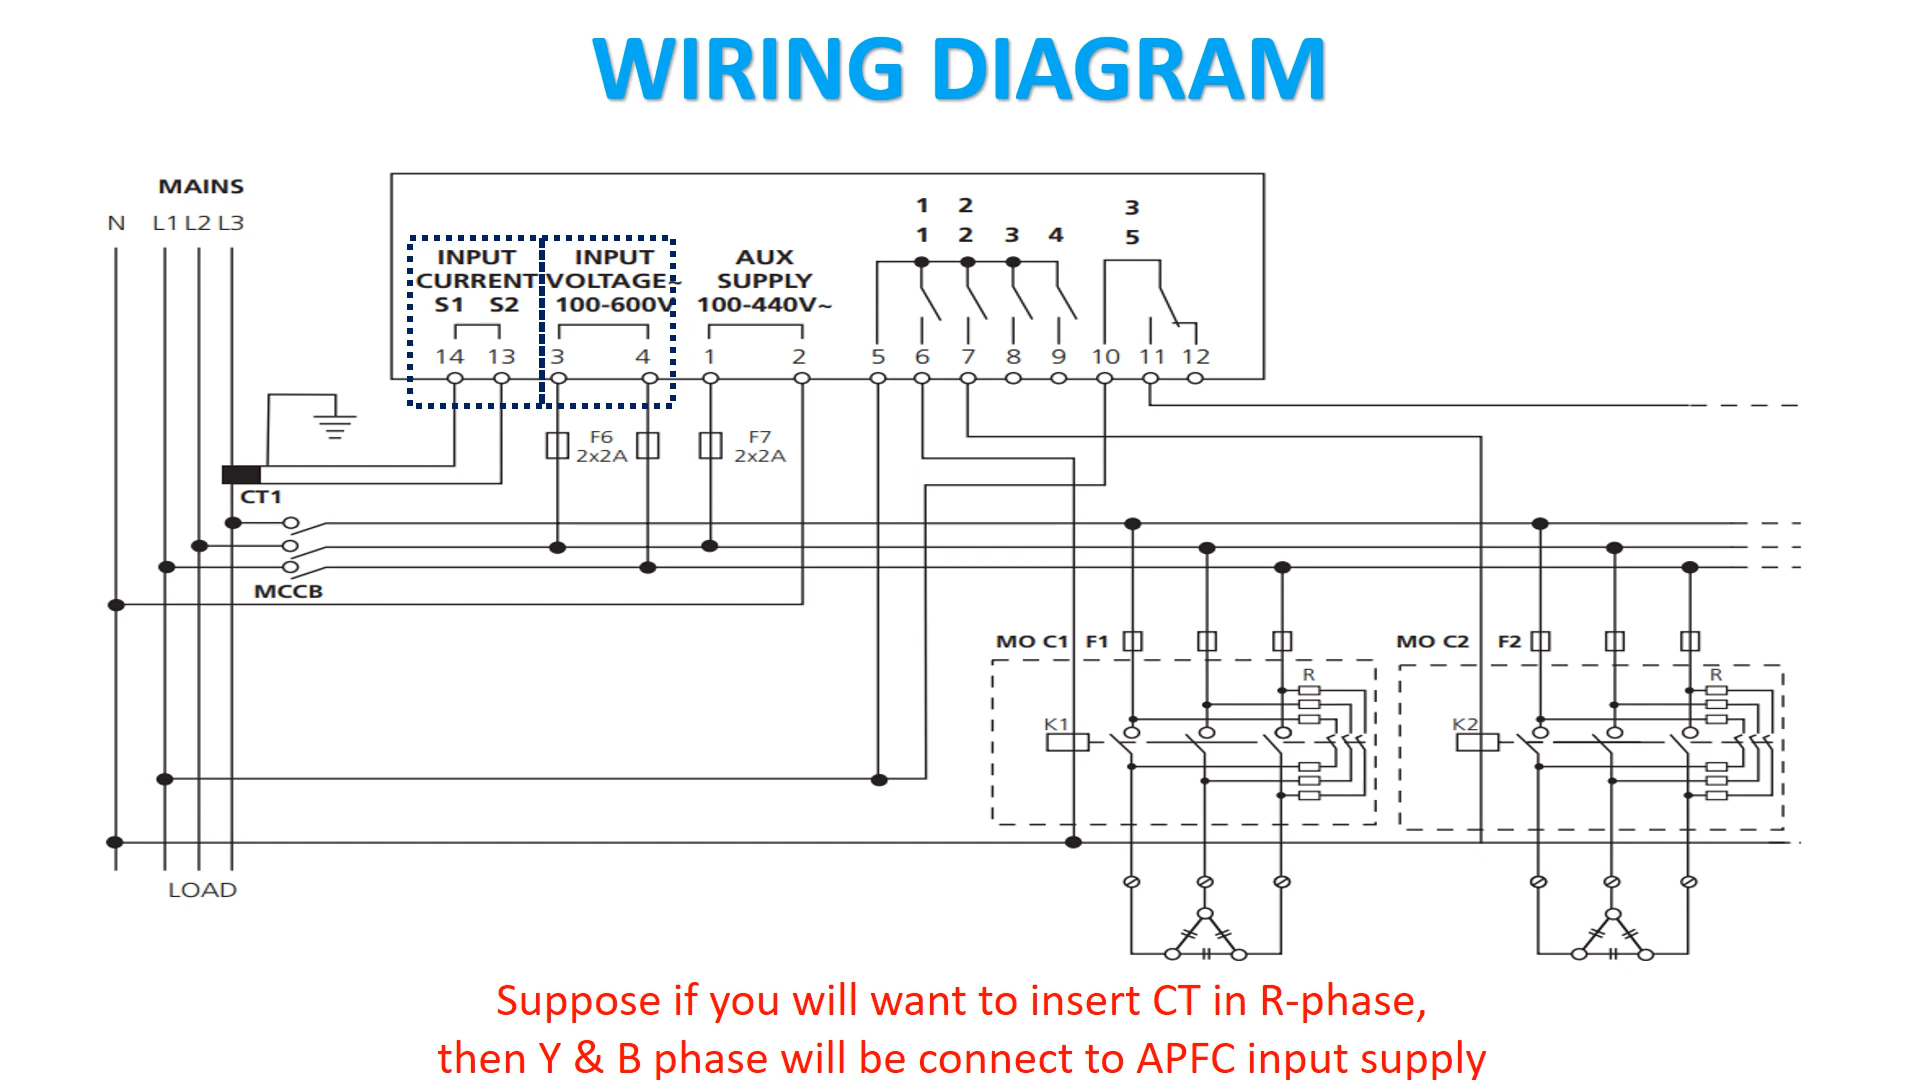 WIRING DIAGRAM
MAINS
N L1 L2 L3
INPUT CURRENT
S1 S2
INPUT VOLTAGE~
100-600V
AUX SUPPLY
100-440V~
1 2
1 2 3 4
3
5
14 13 3 4 1 2 5 6 7 8 9 10 11 12
F6
2x2A
F7
2x2A
CT1
MCCB
MO C1 F1
MO C2 F2
R
R
K1
K2
LOAD
Suppose if you will want to insert CT in R-phase,
then Y & B phase will be connect to APFC input supply